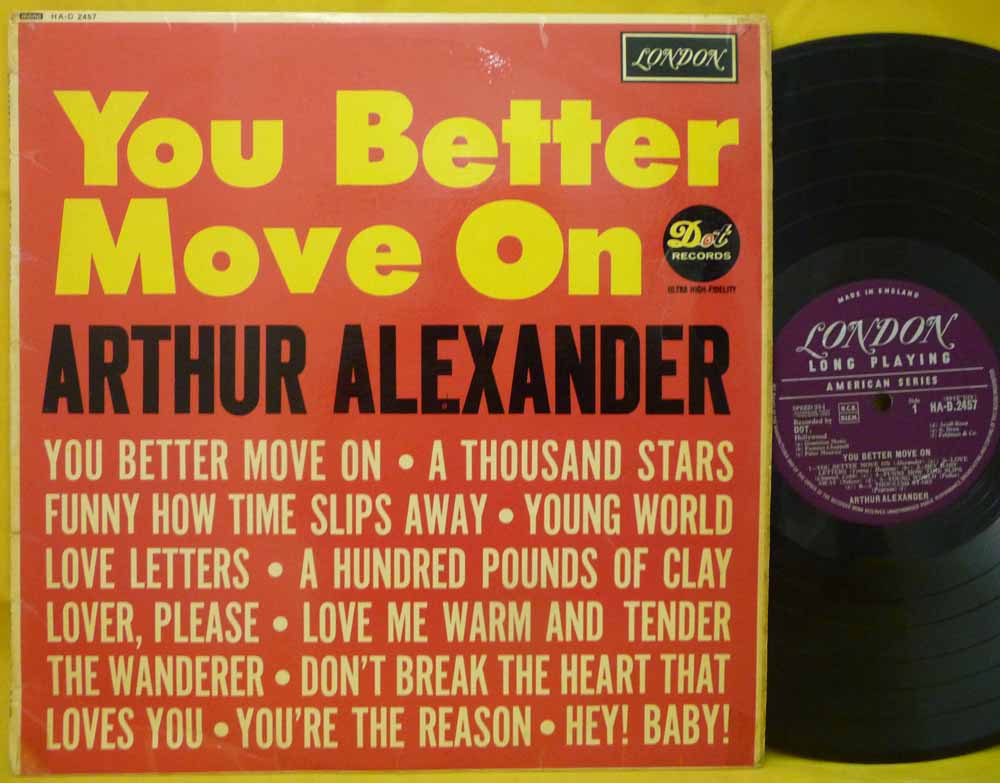 mono HA-D 2457
LONDON
You Better
Move On
Dot
RECORDS
ULTRA HIGH-FIDELITY
ARTHUR ALEXANDER
YOU BETTER MOVE ON • A THOUSAND STARS
FUNNY HOW TIME SLIPS AWAY • YOUNG WORLD
LOVE LETTERS • A HUNDRED POUNDS OF CLAY
LOVER, PLEASE • LOVE ME WARM AND TENDER
THE WANDERER • DON'T BREAK THE HEART THAT
LOVES YOU • YOU'RE THE REASON • HEY! BABY!
MADE IN ENGLAND
LONDON
LONG PLAYING
AMERICAN SERIES
Side
1
HA-D.2457
Recorded by
DOT,
Hollywood
YOU BETTER MOVE ON
ARTHUR ALEXANDER